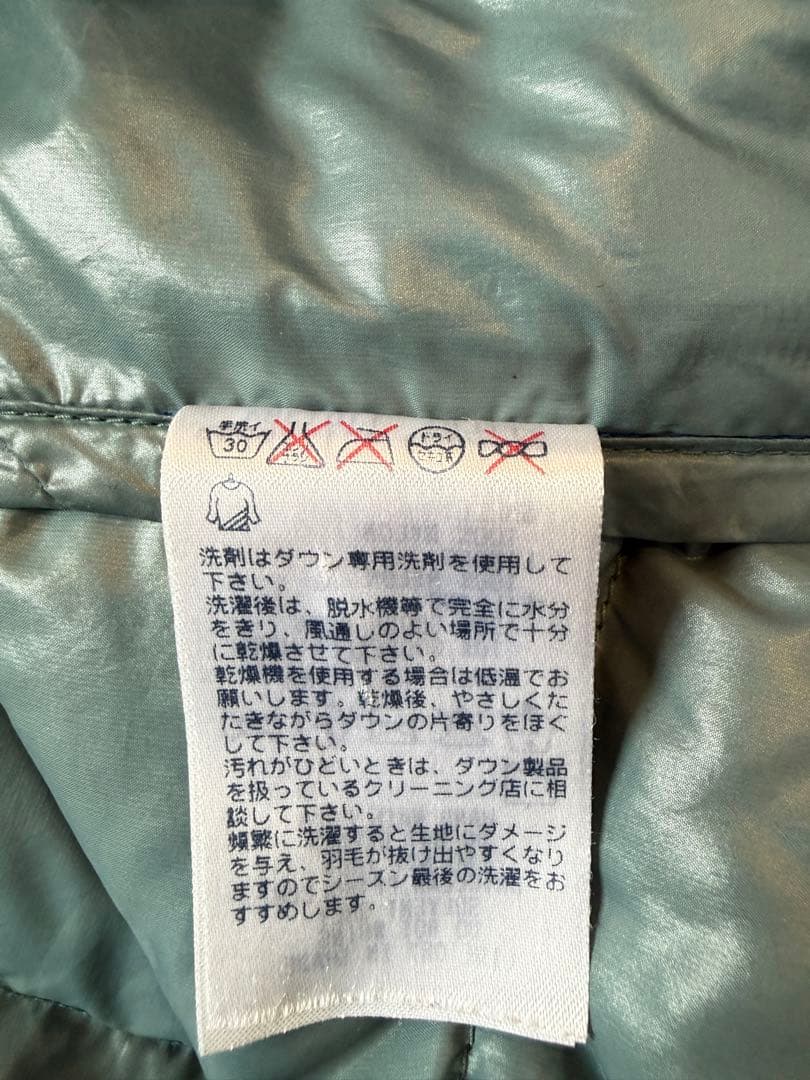 手洗イ
30
ドライ
洗剤はダウン専用洗剤を使用して
下さい。
洗濯後は、脱水機等で完全に水分
をきり、風通しのよい場所で十分
に乾燥させて下さい。
乾燥機を使用する場合は低温でお
願いします。乾燥後、やさしくた
たきながらダウンの片寄りをほぐ
して下さい。
汚れがひどいときは、ダウン製品
を扱っているクリーニング店に相
談して下さい。
頻繁に洗濯すると生地にダメージ
を与え、羽毛が抜け出やすくなり
ますのでシーズン最後の洗濯をお
すすめします。